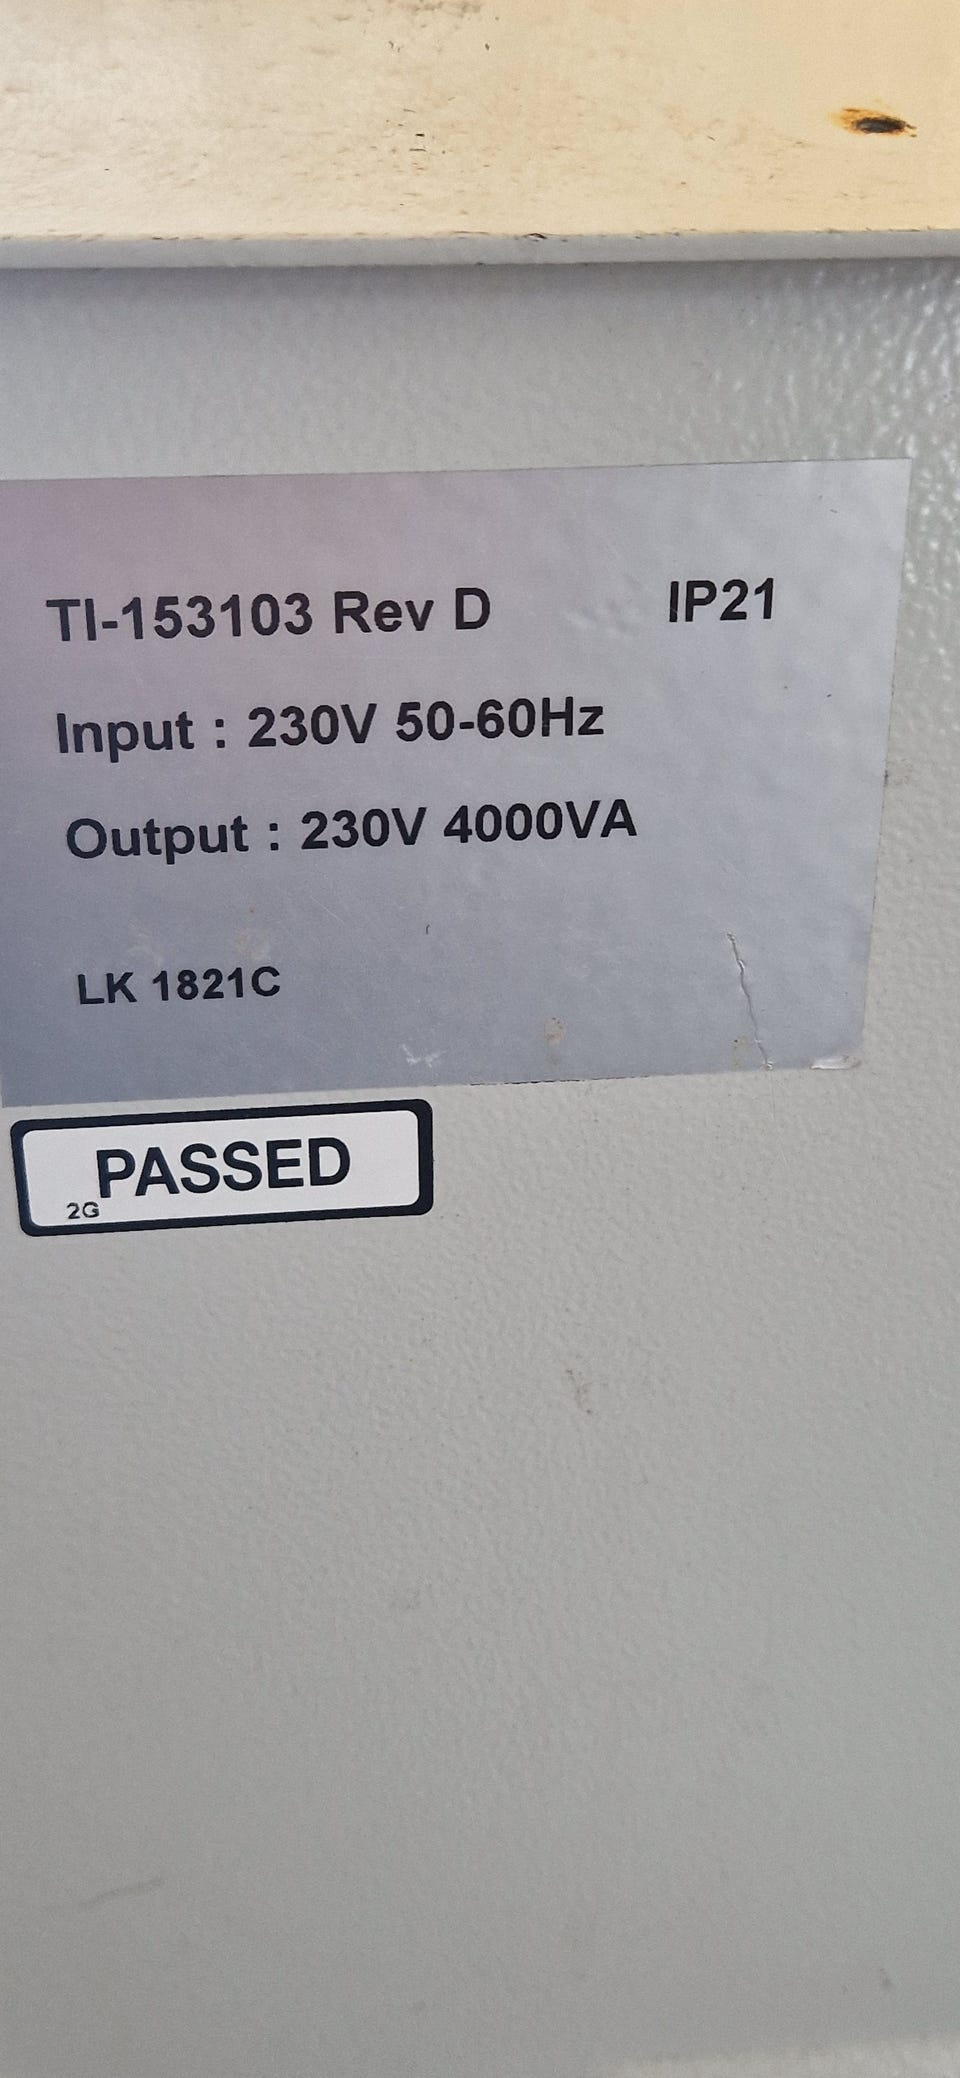 TI-153103 Rev D IP21
Input : 230V 50-60Hz
Output : 230V 4000VA
LK 1821C
PASSED
2G